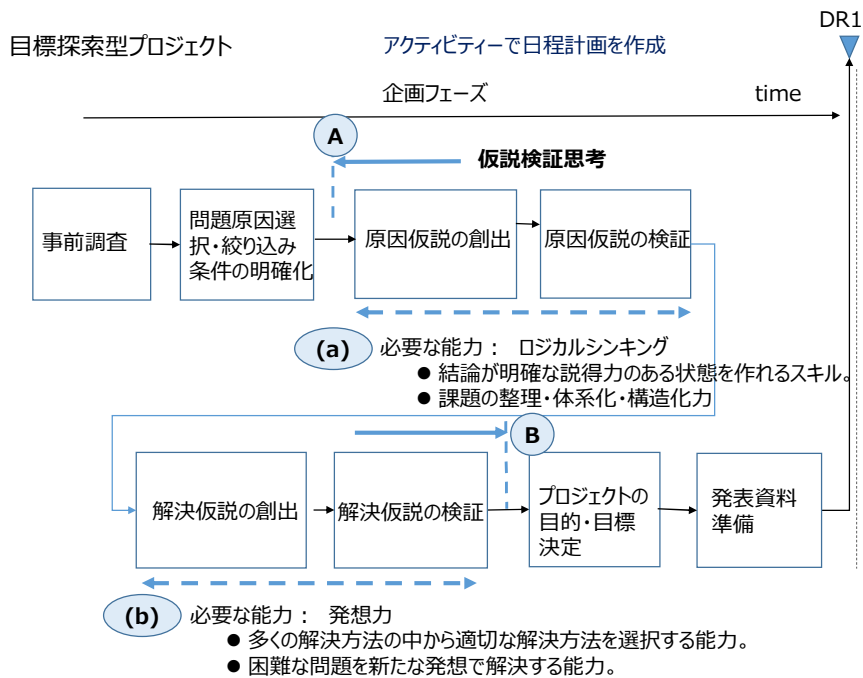 DR1
目標探索型プロジェクト
アクティビティーで日程計画を作成
企画フェーズ
time
A
仮説検証思考
事前調査
問題原因選
択・絞り込み
条件の明確化
原因仮説の創出
原因仮説の検証
(a)
必要な能力： ロジカルシンキング
● 結論が明確な説得力のある状態を作れるスキル。
● 課題の整理・体系化・構造化力
B
解決仮説の創出
解決仮説の検証
プロジェクトの
目的・目標
決定
発表資料
準備
(b)
必要な能力： 発想力
● 多くの解決方法の中から適切な解決方法を選択する能力。
● 困難な問題を新たな発想で解決する能力。